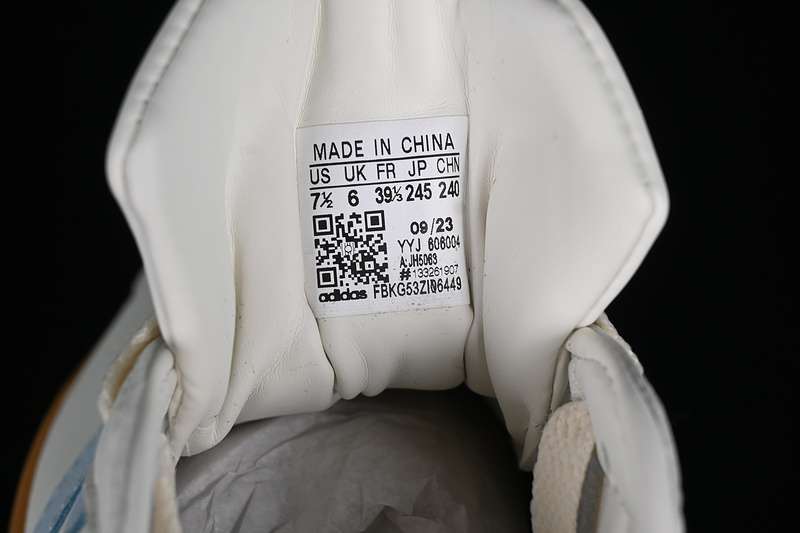 MADE IN CHINA
US UK FR JP CHN
7½ 6 39⅓ 245 240
09/23
YYJ 606004
A:JH5063
#133261907
adidas FBKG53ZIQ6449